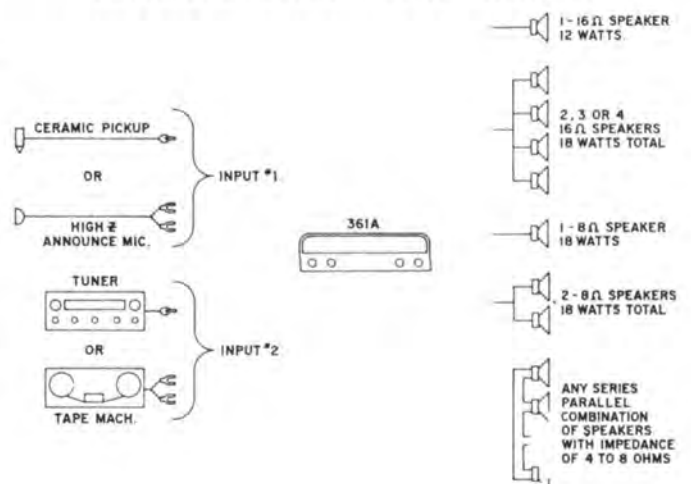 CERAMIC PICKUP
OR
HIGH Z
ANNOUNCE MIC.
INPUT #1
TUNER
OR
TAPE MACH.
INPUT #2
361A
1-16Ω SPEAKER
12 WATTS
2, 3 OR 4
16Ω SPEAKERS
18 WATTS TOTAL
1-8Ω SPEAKER
18 WATTS
2-8Ω SPEAKERS
18 WATTS TOTAL
ANY SERIES
PARALLEL
COMBINATION
OF SPEAKERS
WITH IMPEDANCE
OF 4 TO 8 OHMS